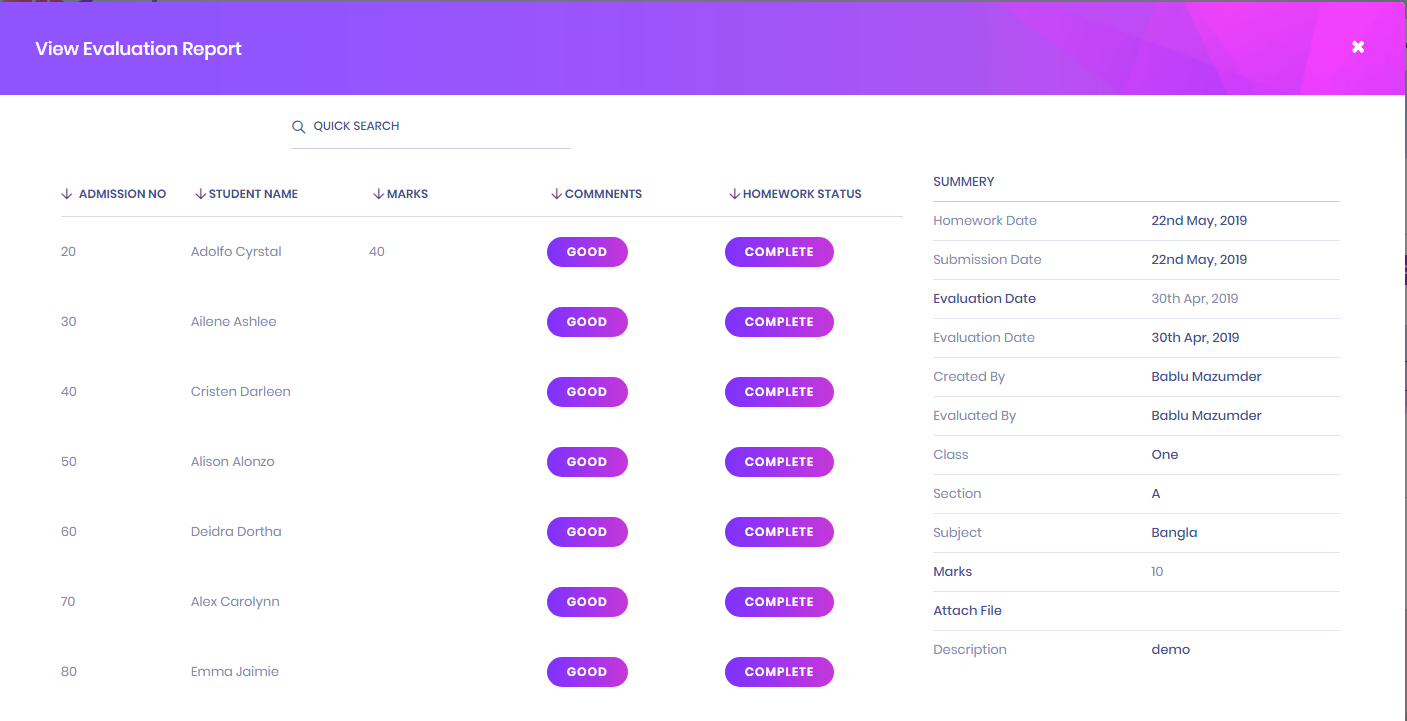 View Evaluation Report
QUICK SEARCH
ADMISSION NO STUDENT NAME MARKS COMMNENTS HOMEWORK STATUS
20 Adolfo Cyrstal 40 GOOD COMPLETE
30 Ailene Ashlee GOOD COMPLETE
40 Cristen Darleen GOOD COMPLETE
50 Alison Alonzo GOOD COMPLETE
60 Deidra Dortha GOOD COMPLETE
70 Alex Carolynn GOOD COMPLETE
80 Emma Jaimie GOOD COMPLETE
SUMMERY
Homework Date 22nd May, 2019
Submission Date 22nd May, 2019
Evaluation Date 30th Apr, 2019
Evaluation Date 30th Apr, 2019
Created By Bablu Mazumder
Evaluated By Bablu Mazumder
Class One
Section A
Subject Bangla
Marks 10
Attach File
Description demo